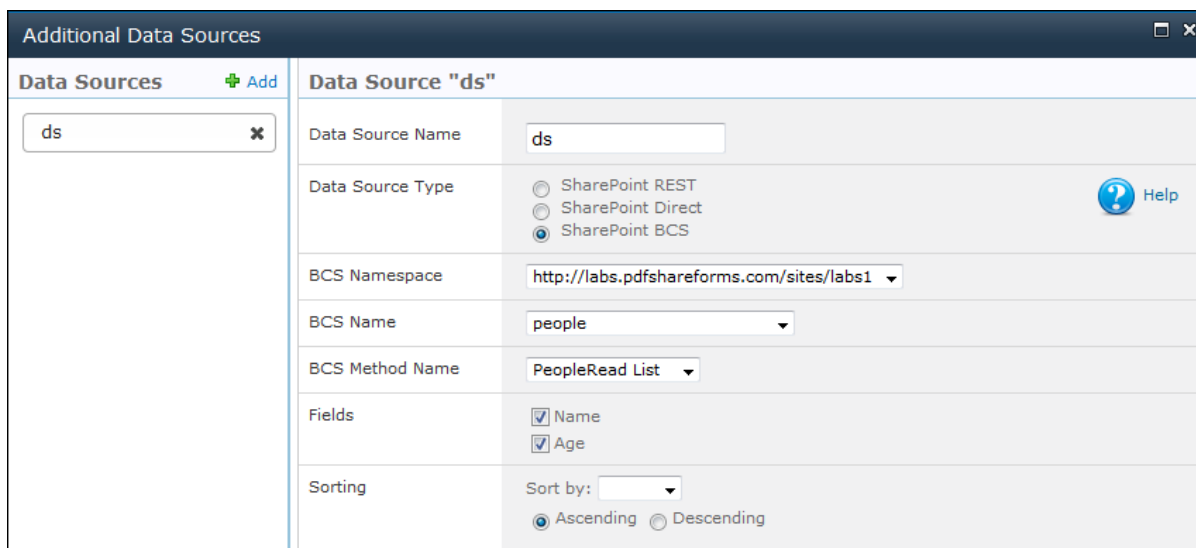 Additional Data Sources
Data Sources
Add
ds
Data Source "ds"
Data Source Name
ds
Data Source Type
SharePoint REST
SharePoint Direct
SharePoint BCS
Help
BCS Namespace
http://labs.pdfshareforms.com/sites/labs1
BCS Name
people
BCS Method Name
PeopleRead List
Fields
Name
Age
Sorting
Sort by:
Ascending Descending